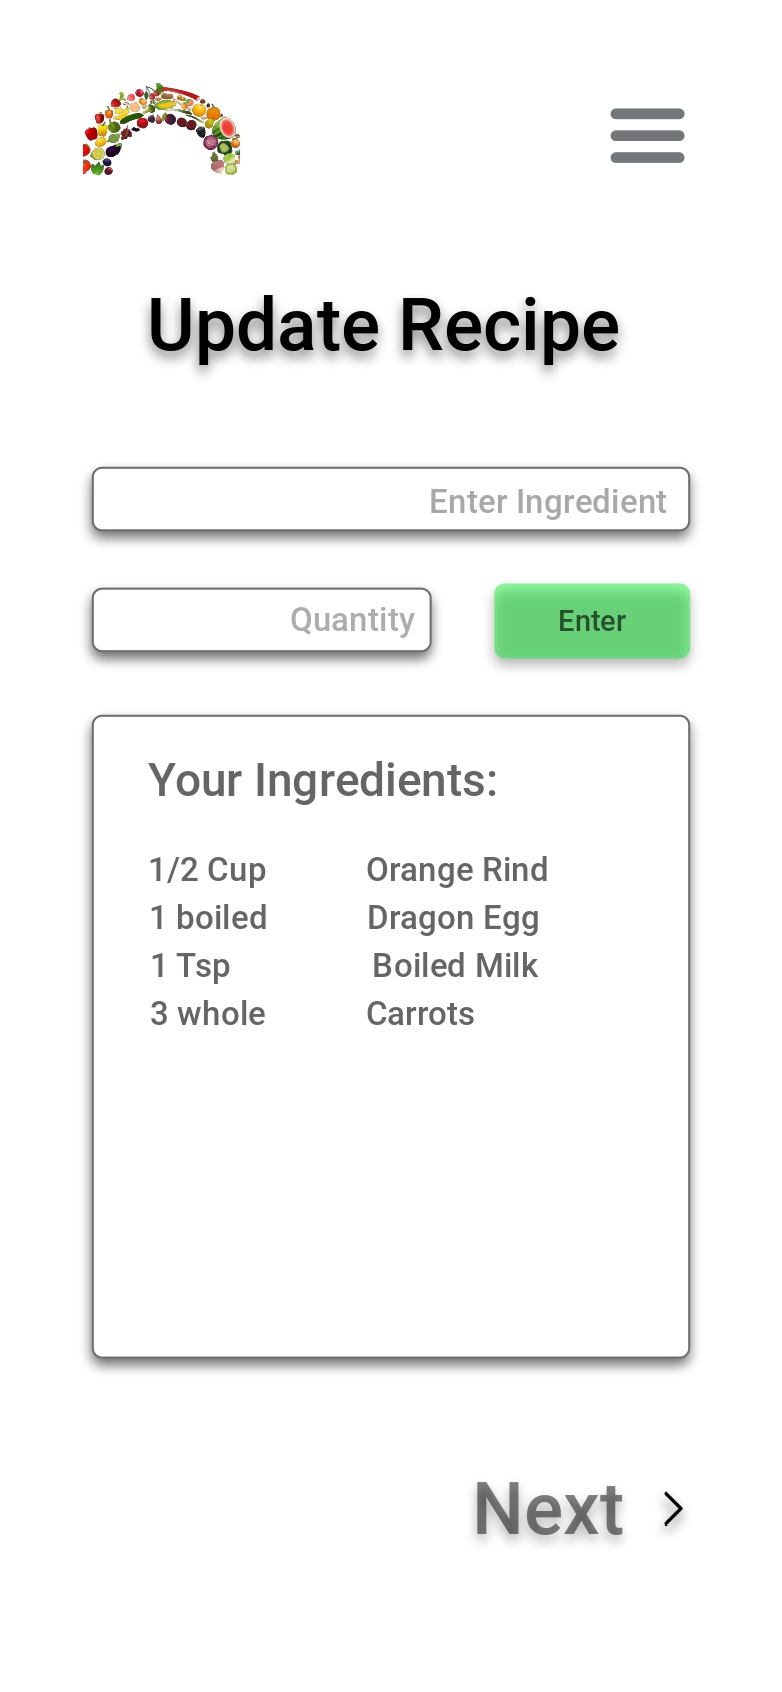 Update Recipe
Enter Ingredient
Quantity
Enter
Your Ingredients:
1/2 Cup Orange Rind
1 boiled Dragon Egg
1 Tsp Boiled Milk
3 whole Carrots
Next